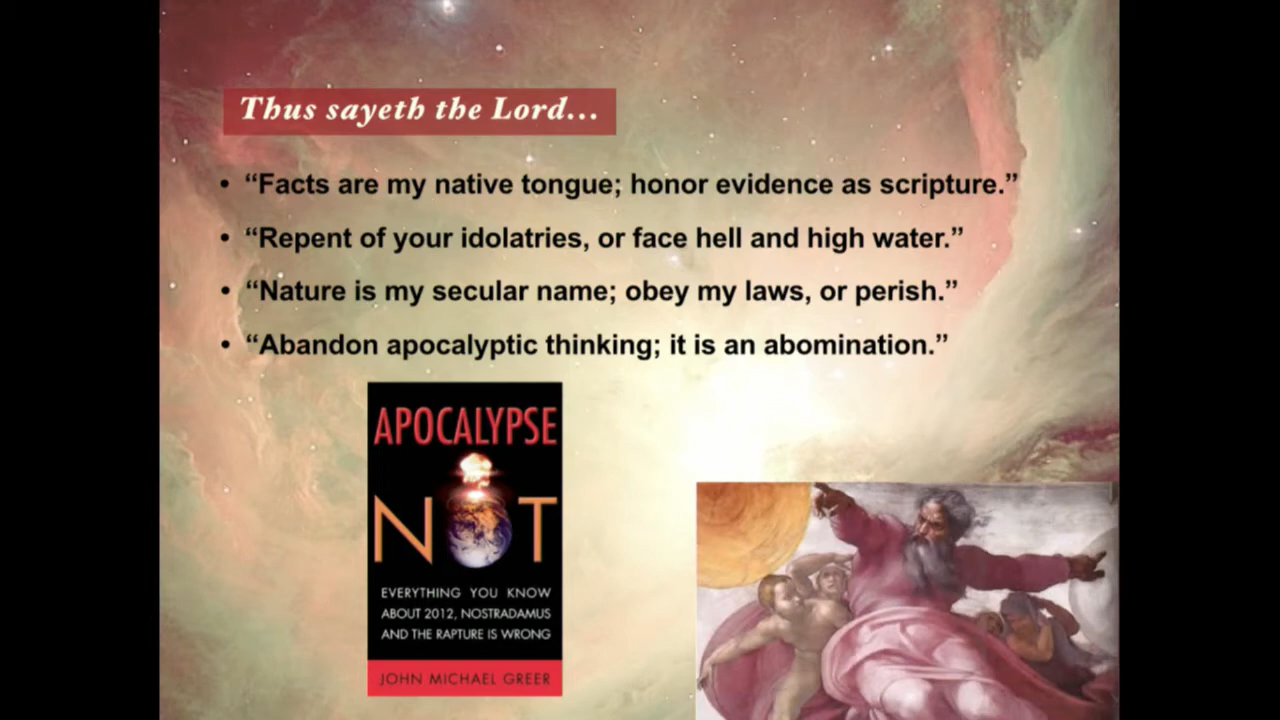 Thus sayeth the Lord...
• “Facts are my native tongue; honor evidence as scripture.”
• “Repent of your idolatries, or face hell and high water.”
• “Nature is my secular name; obey my laws, or perish.”
• “Abandon apocalyptic thinking; it is an abomination.”
APOCALYPSE
NOT
EVERYTHING YOU KNOW
ABOUT 2012, NOSTRADAMUS
AND THE RAPTURE IS WRONG
JOHN MICHAEL GREER